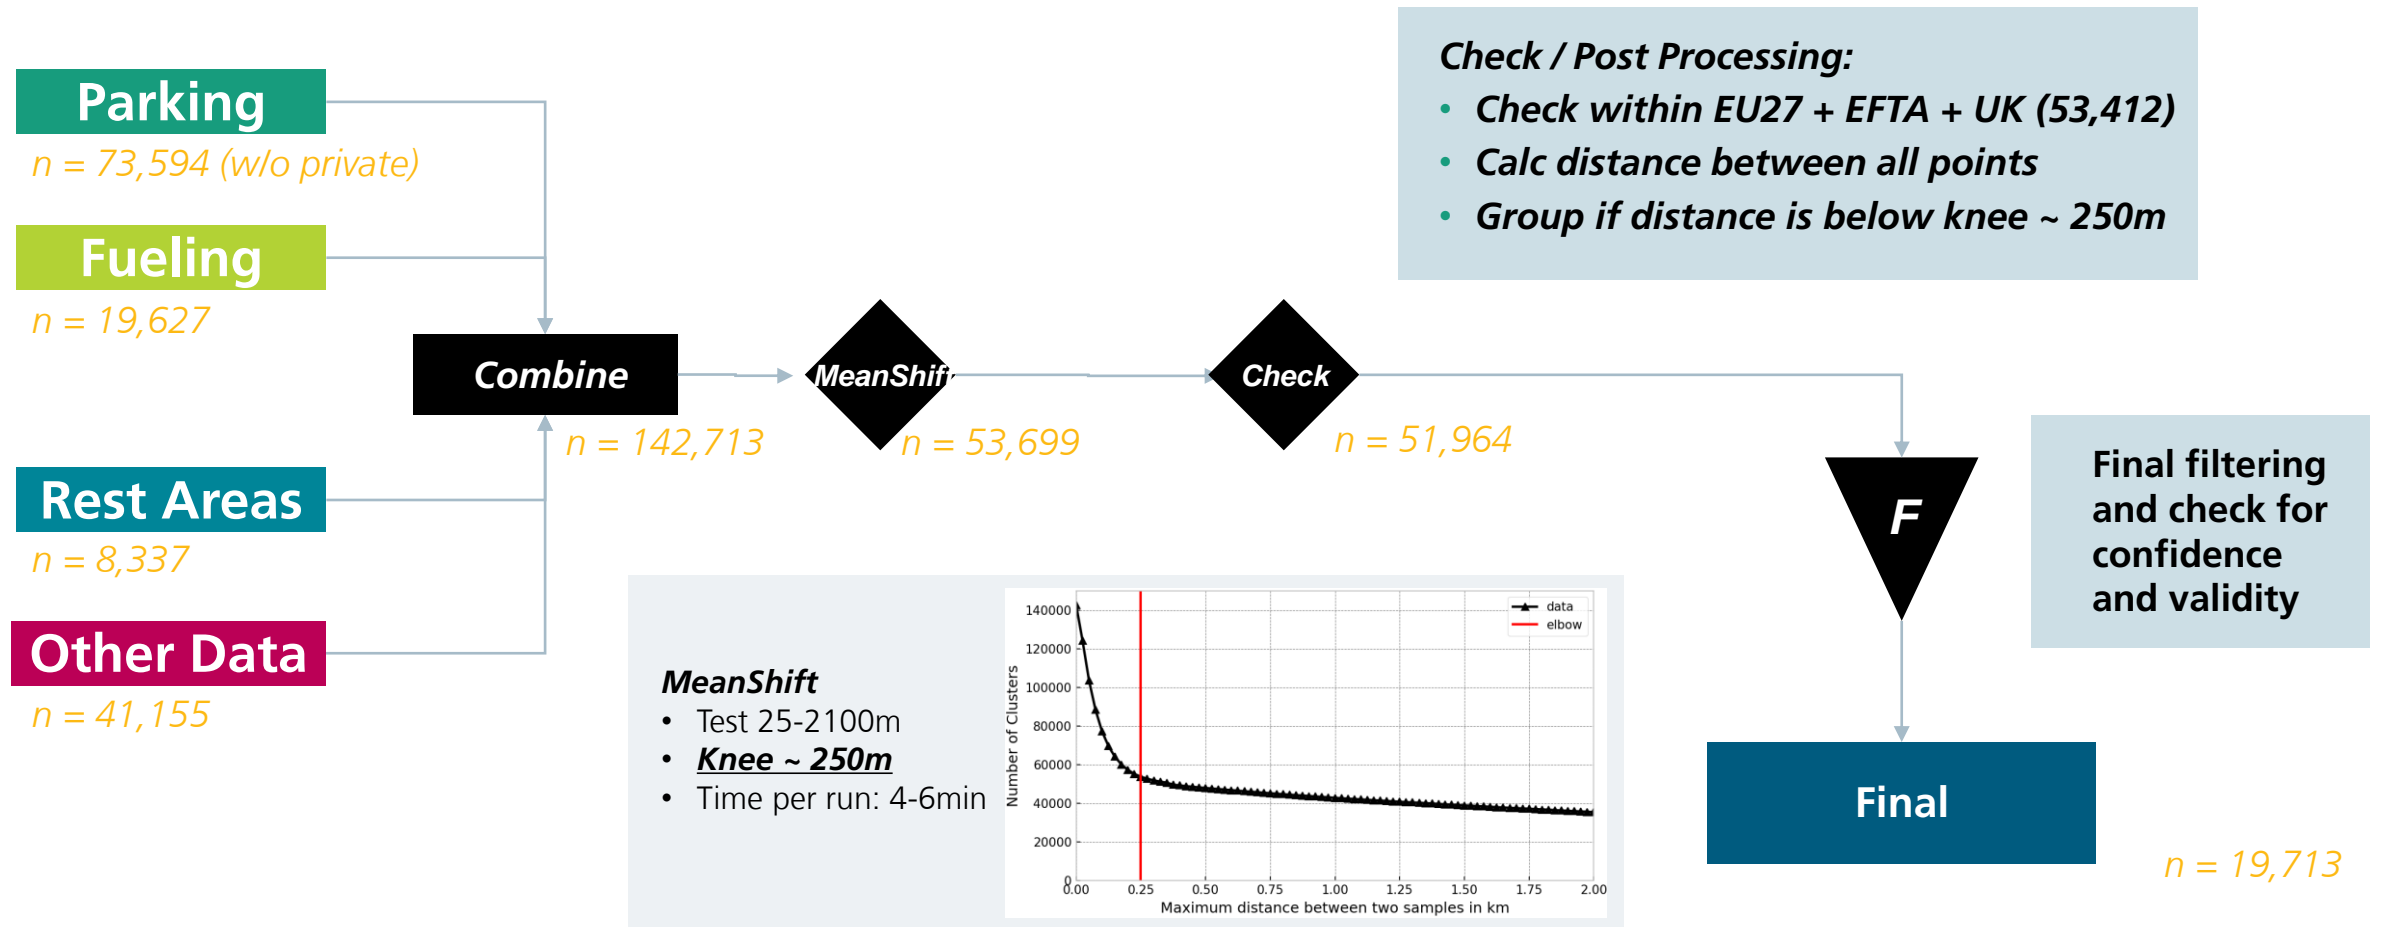 Parking
n = 73,594 (w/o private)
Fueling
n = 19,627
Rest Areas
n = 8,337
Other Data
n = 41,155
Combine
n = 142,713
MeanShift
n = 53,699
Check
n = 51,964
Check / Post Processing:
• Check within EU27 + EFTA + UK (53,412)
• Calc distance between all points
• Group if distance is below knee ~ 250m
F
Final filtering
and check for
confidence
and validity
Final
n = 19,713
MeanShift
• Test 25-2100m
• Knee ~ 250m
• Time per run: 4-6min
Number of Clusters
140000
120000
100000
80000
60000
40000
20000
0
0.00 0.25 0.50 0.75 1.00 1.25 1.50 1.75 2.00
Maximum distance between two samples in km
data
elbow